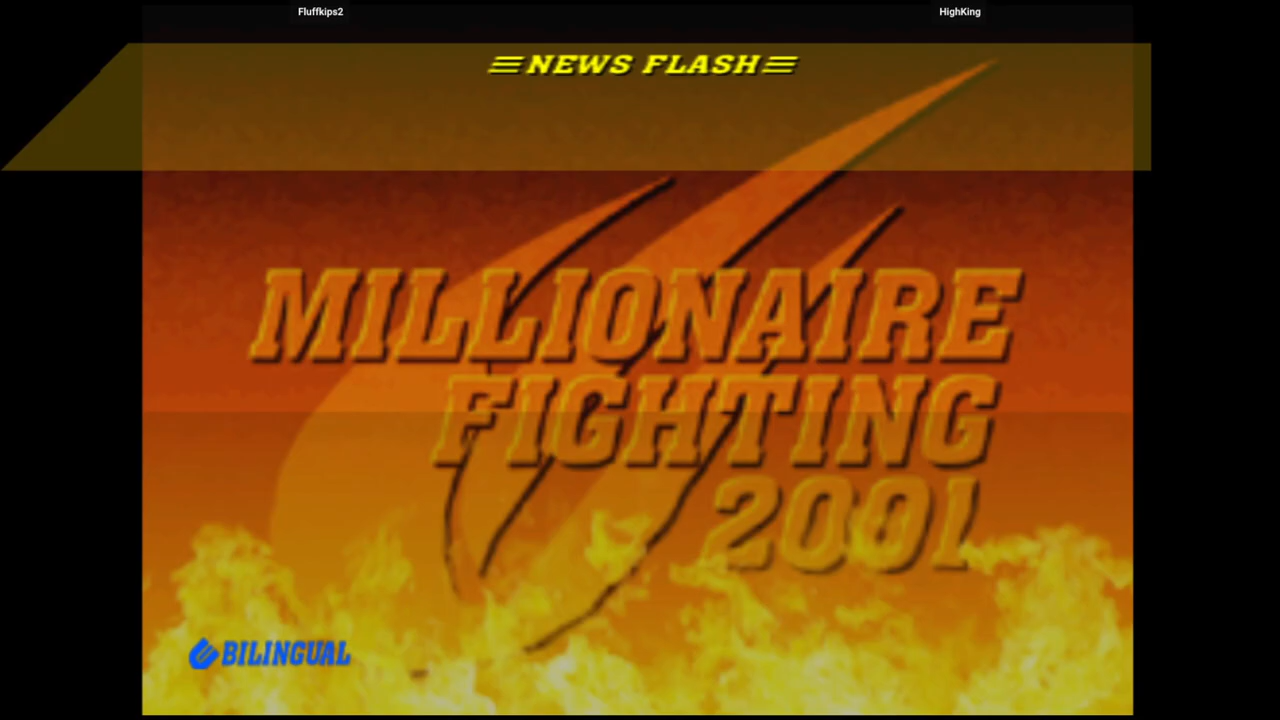 Fluffkips2
HighKing
NEWS FLASH
MILLIONAIRE
FIGHTING
2001
BILINGUAL